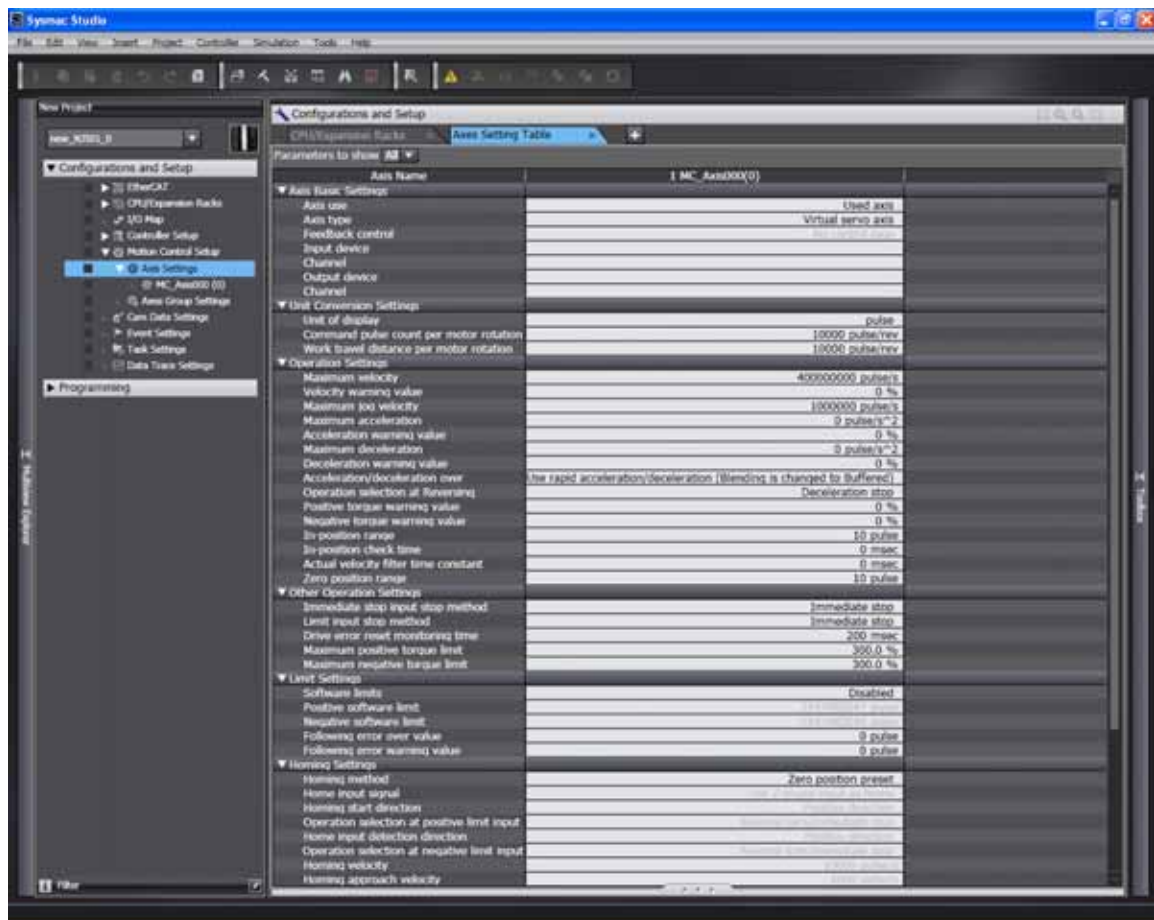 Sysmac Studio
File Edit View Insert Project Controller Simulation Tools Help
New Project
Configurations and Setup
EtherCAT
CPU/Expansion Racks
I/O Map
Controller Setup
Motion Control Setup
Axis Settings
MC_Axis000 (0)
Axes Group Settings
Cam Data Settings
Event Settings
Task Settings
Data Trace Settings
Programming
Filter
Multiview Explorer
Configurations and Setup
CPU/Expansion Racks Axes Setting Table
Parameters to show All
Axis Name 1 MC_Axis000(0)
Axis Basic Settings
Axis use Used axis
Axis type Virtual servo axis
Feedback control
Input device
Channel
Output device
Channel
Unit Conversion Settings
Unit of display pulse
Command pulse count per motor rotation 10000 pulse/rev
Work travel distance per motor rotation 10000 pulse/rev
Operation Settings
Maximum velocity 400000000 pulse/s
Velocity warning value 0 %
Maximum jog velocity 1000000 pulse/s
Maximum acceleration 0 pulse/s^2
Acceleration warning value 0 %
Maximum deceleration 0 pulse/s^2
Deceleration warning value 0 %
Acceleration/deceleration over Use rapid acceleration/deceleration (Blending is changed to Buffered)
Operation selection at Reversing Deceleration stop
Positive torque warning value 0 %
Negative torque warning value 0 %
In-position range 10 pulse
In-position check time 0 msec
Actual velocity filter time constant 0 msec
Zero position range 10 pulse
Other Operation Settings
Immediate stop input stop method Immediate stop
Limit input stop method Immediate stop
Drive error reset monitoring time 200 msec
Maximum positive torque limit 300.0 %
Maximum negative torque limit 300.0 %
Limit Settings
Software limits Disabled
Positive software limit
Negative software limit
Following error over value 0 pulse
Following error warning value 0 pulse
Homing Settings
Homing method Zero position preset
Home input signal
Homing start direction
Operation selection at positive limit input
Home input detection direction
Operation selection at negative limit input
Homing velocity
Homing approach velocity
Toolbox